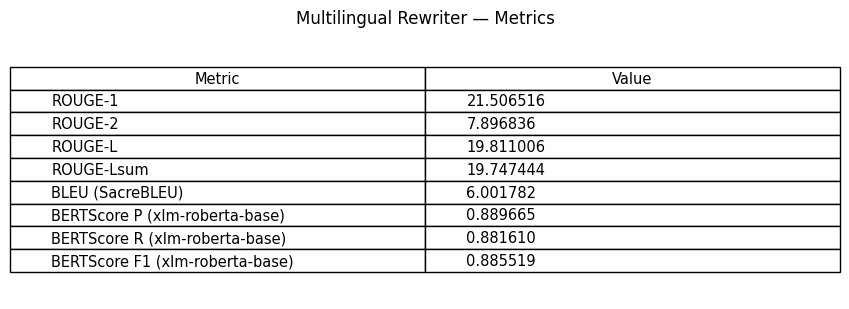 Multilingual Rewriter — Metrics
Metric Value
ROUGE-1 21.506516
ROUGE-2 7.896836
ROUGE-L 19.811006
ROUGE-Lsum 19.747444
BLEU (SacreBLEU) 6.001782
BERTScore P (xlm-roberta-base) 0.889665
BERTScore R (xlm-roberta-base) 0.881610
BERTScore F1 (xlm-roberta-base) 0.885519